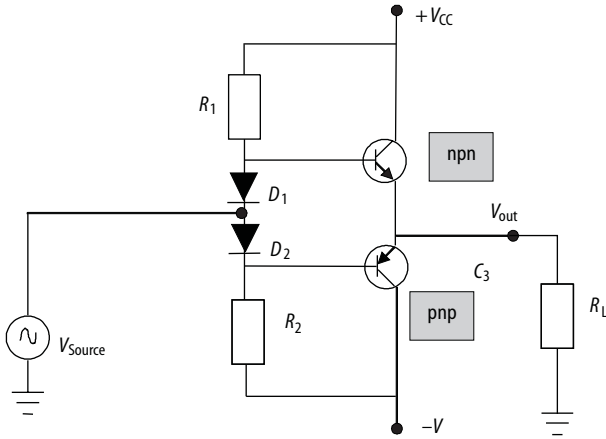 +VCC
R1
npn
D1
Vout
D2
C3
R2
pnp
RL
VSource
–V